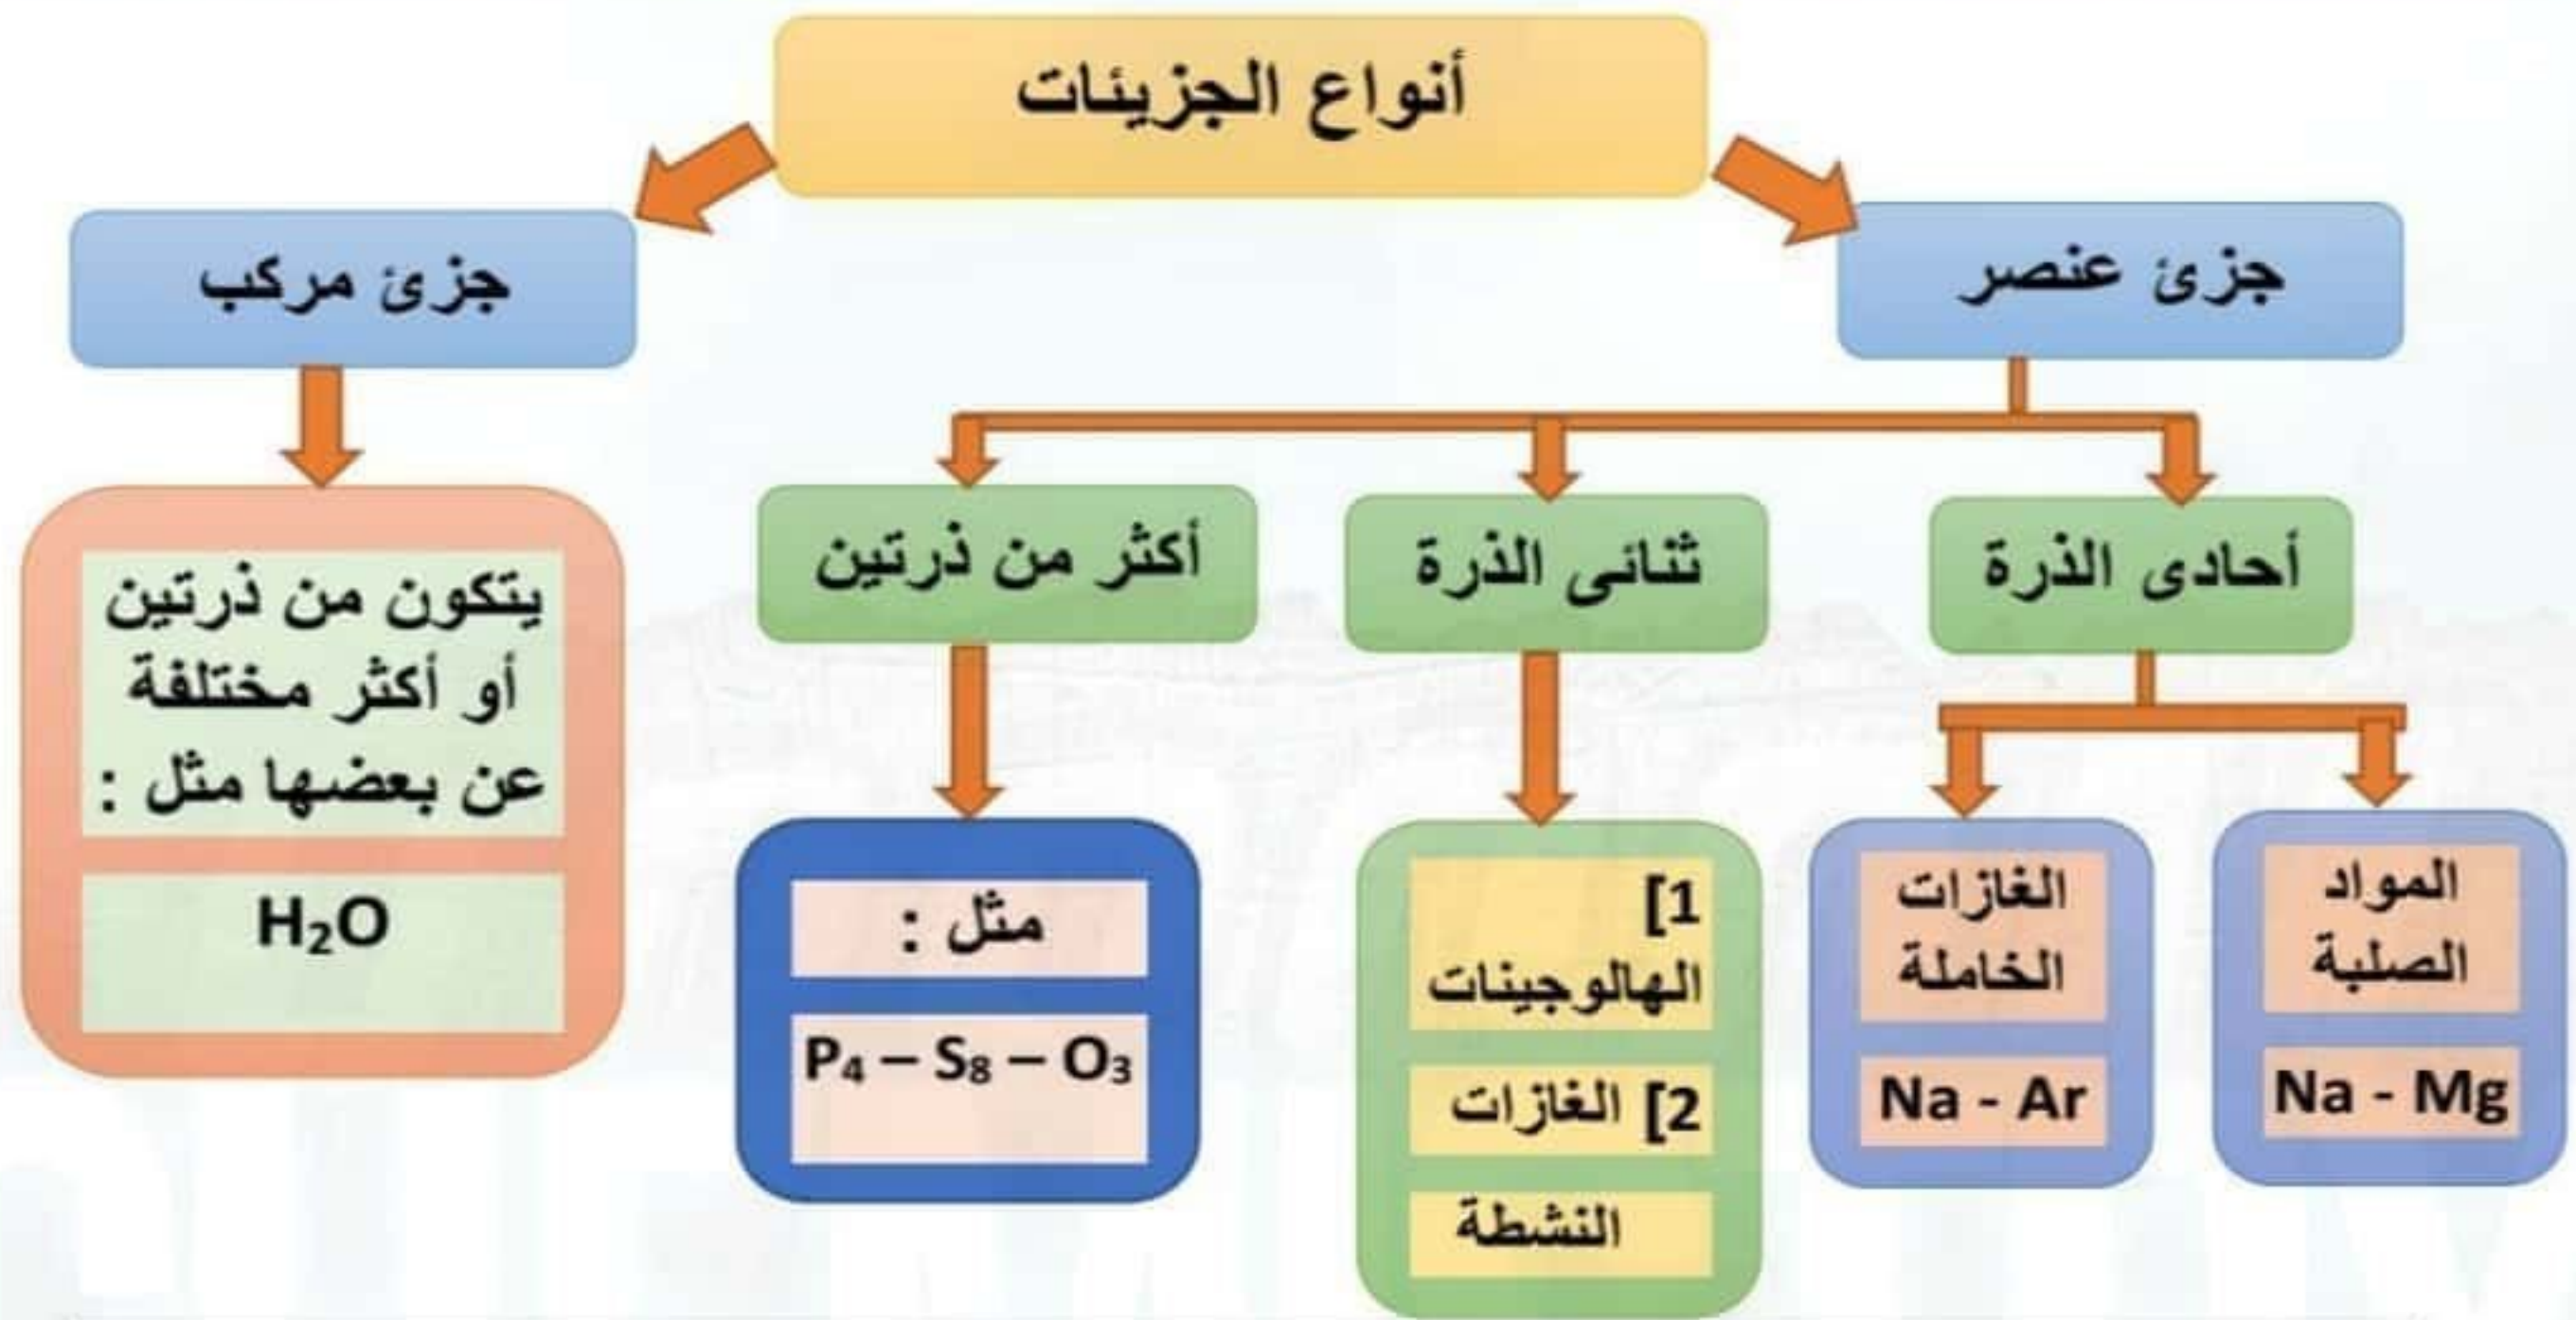 أنواع الجزيئات
جزئ عنصر
جزئ مركب
أحادى الذرة
ثنائى الذرة
أكثر من ذرتين
المواد
الصلبة
Na - Mg
الغازات
الخاملة
Na - Ar
1]
الهالوجينات
2] الغازات
النشطة
مثل :
P₄ – S₈ – O₃
يتكون من ذرتين
أو أكثر مختلفة
عن بعضها مثل :
H₂O